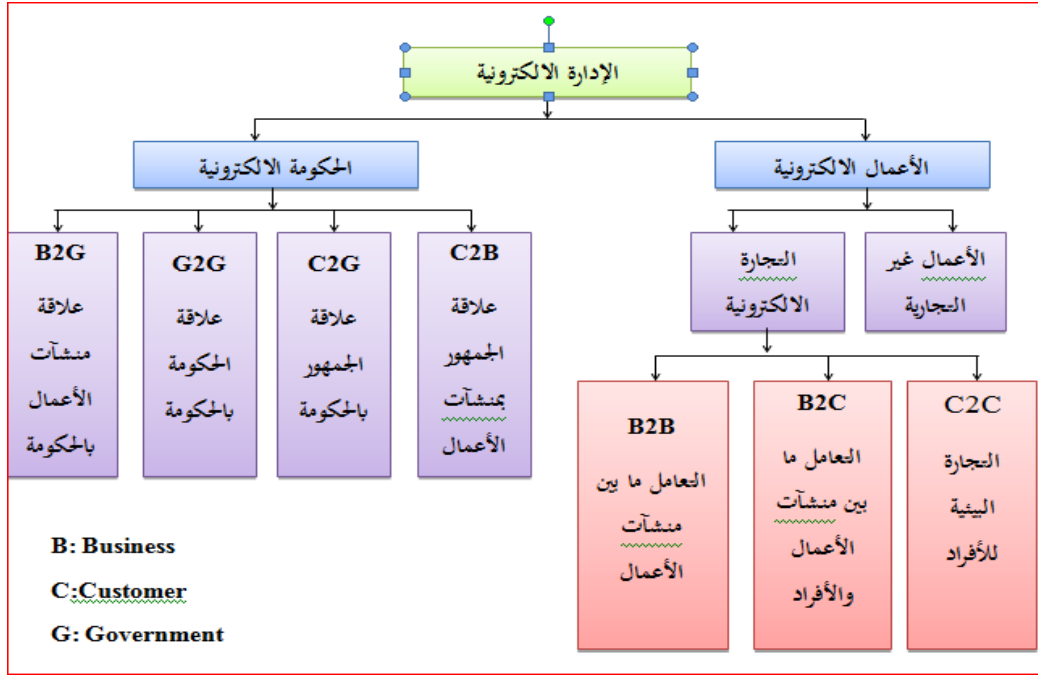 الإدارة الالكترونية
الأعمال الالكترونية
الحكومة الالكترونية
الأعمال غير
التجارية
التجارة
الالكترونية
C2B
علاقة
الجمهور
بمنشآت
الأعمال
C2G
علاقة
الجمهور
بالحكومة
G2G
علاقة
الحكومة
بالحكومة
B2G
علاقة
منشآت
الأعمال
بالحكومة
C2C
التجارة
البيئية
للأفراد
B2C
التعامل ما
بين منشآت
الأعمال
والأفراد
B2B
التعامل ما بين
منشآت
الأعمال
B: Business
C:Customer
G: Government